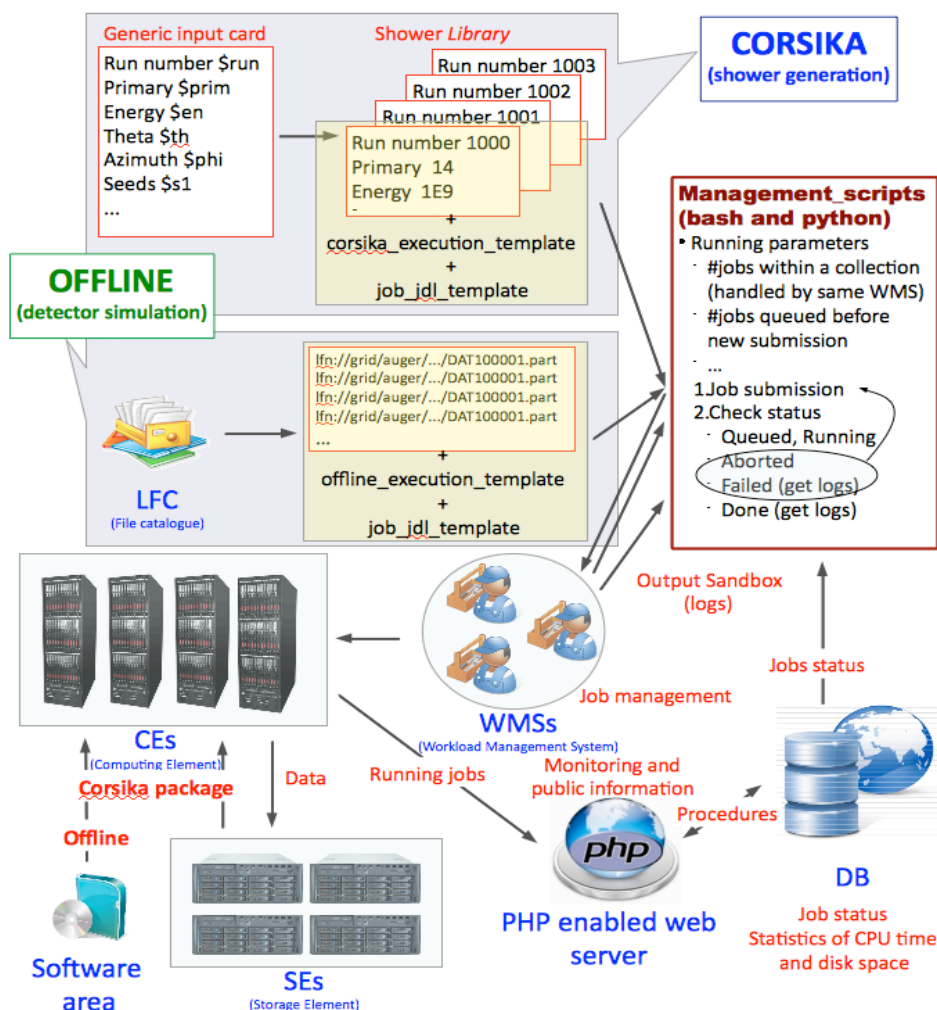 Generic input card
Run number $run
Primary $prim
Energy $en
Theta $th
Azimuth $phi
Seeds $s1
...
Shower Library
Run number 1003
Run number 1002
Run number 1001
Run number 1000
Primary 14
Energy 1E9
+
corsika_execution_template
+
job_jdl_template
CORSIKA
(shower generation)
OFFLINE
(detector simulation)
LFC
(File catalogue)
lfn://grid/auger/.../DAT100001.part
lfn://grid/auger/.../DAT100001.part
lfn://grid/auger/.../DAT100001.part
lfn://grid/auger/.../DAT100001.part
...
+
offline_execution_template
+
job_jdl_template
Management_scripts
(bash and python)
• Running parameters
- #jobs within a collection
(handled by same WMS)
- #jobs queued before
new submission
- ...
1.Job submission
2.Check status
- Queued, Running
- Aborted
- Failed (get logs)
- Done (get logs)
CEs
(Computing Element)
WMSs
(Workload Management System)
Job management
Output Sandbox
(logs)
Jobs status
Corsika package
Offline
Data
Running jobs
Monitoring and
public information
Procedures
php
PHP enabled web
server
DB
Job status
Statistics of CPU time
and disk space
Software
area
SEs
(Storage Element)